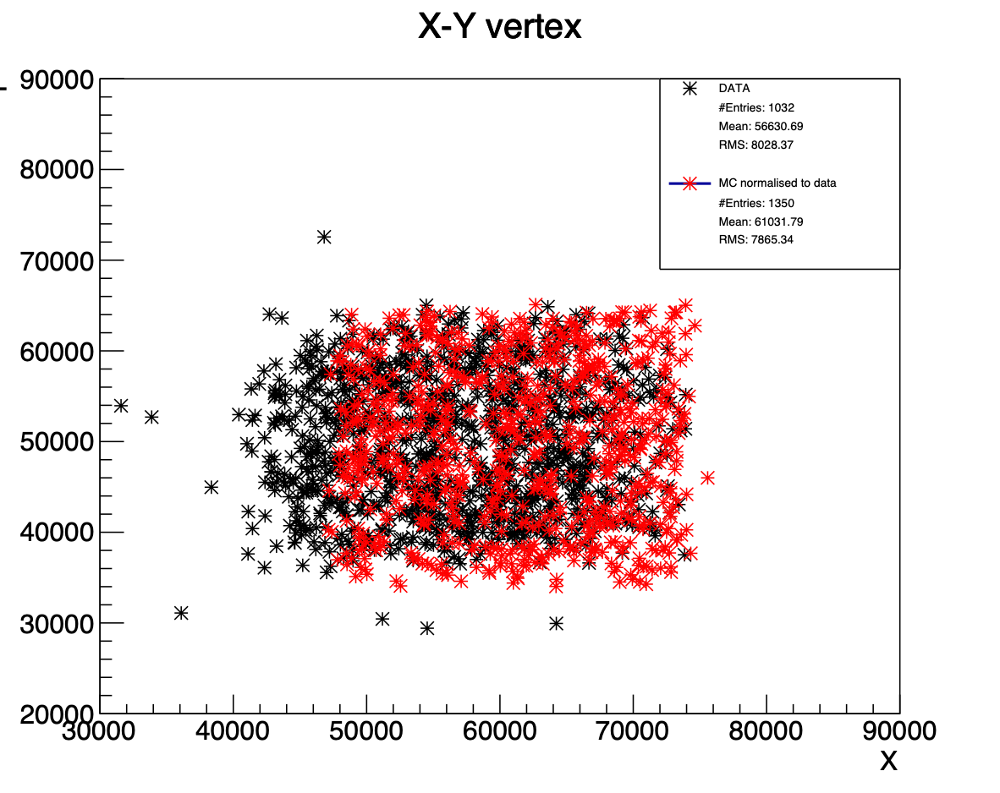 X-Y vertex
90000
80000
70000
60000
50000
40000
30000
20000
30000
40000
50000
60000
70000
80000
90000
X
DATA
#Entries: 1032
Mean: 56630.69
RMS: 8028.37
MC normalised to data
#Entries: 1350
Mean: 61031.79
RMS: 7865.34